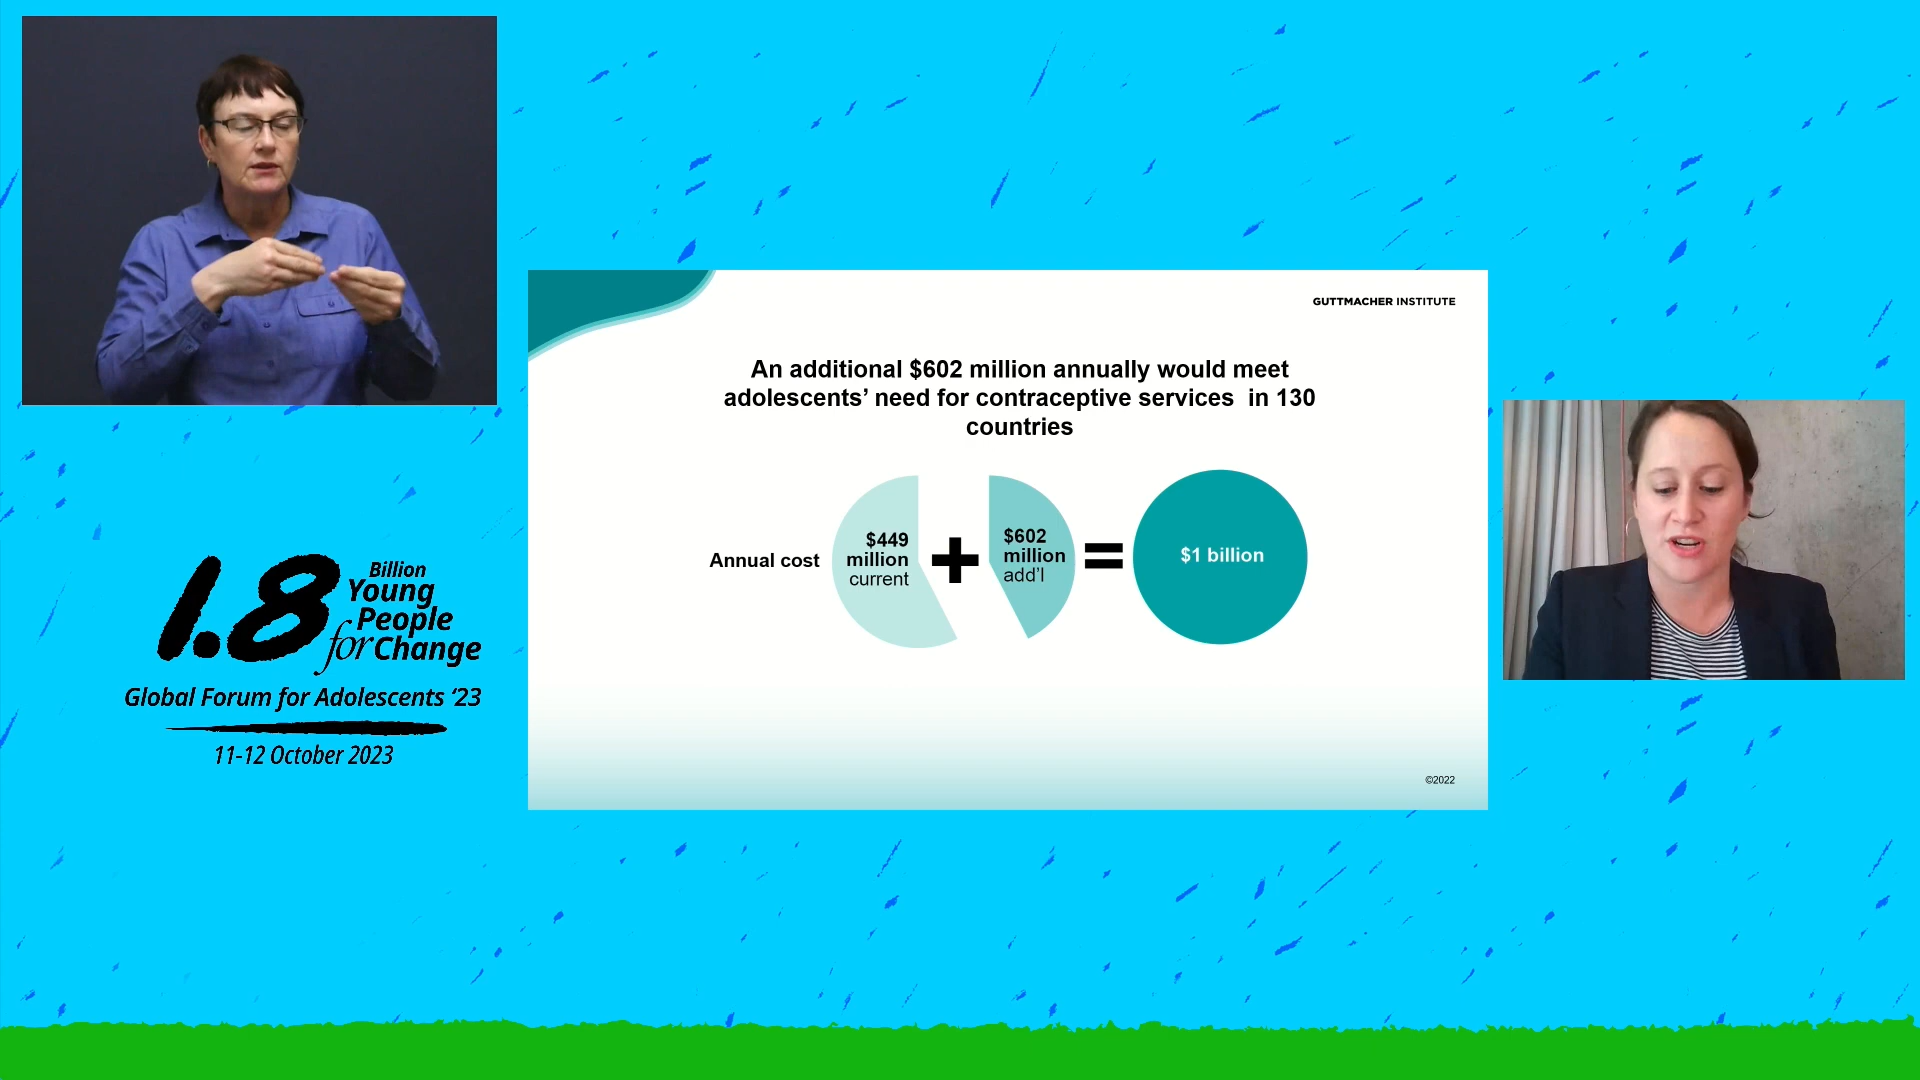 GUTTMACHER INSTITUTE
An additional $602 million annually would meet
adolescents’ need for contraceptive services in 130
countries
Annual cost
$449
million
current
+
$602
million
add’l
=
$1 billion
©2022
1.8 Billion
Young
People
for Change
Global Forum for Adolescents ‘23
11-12 October 2023